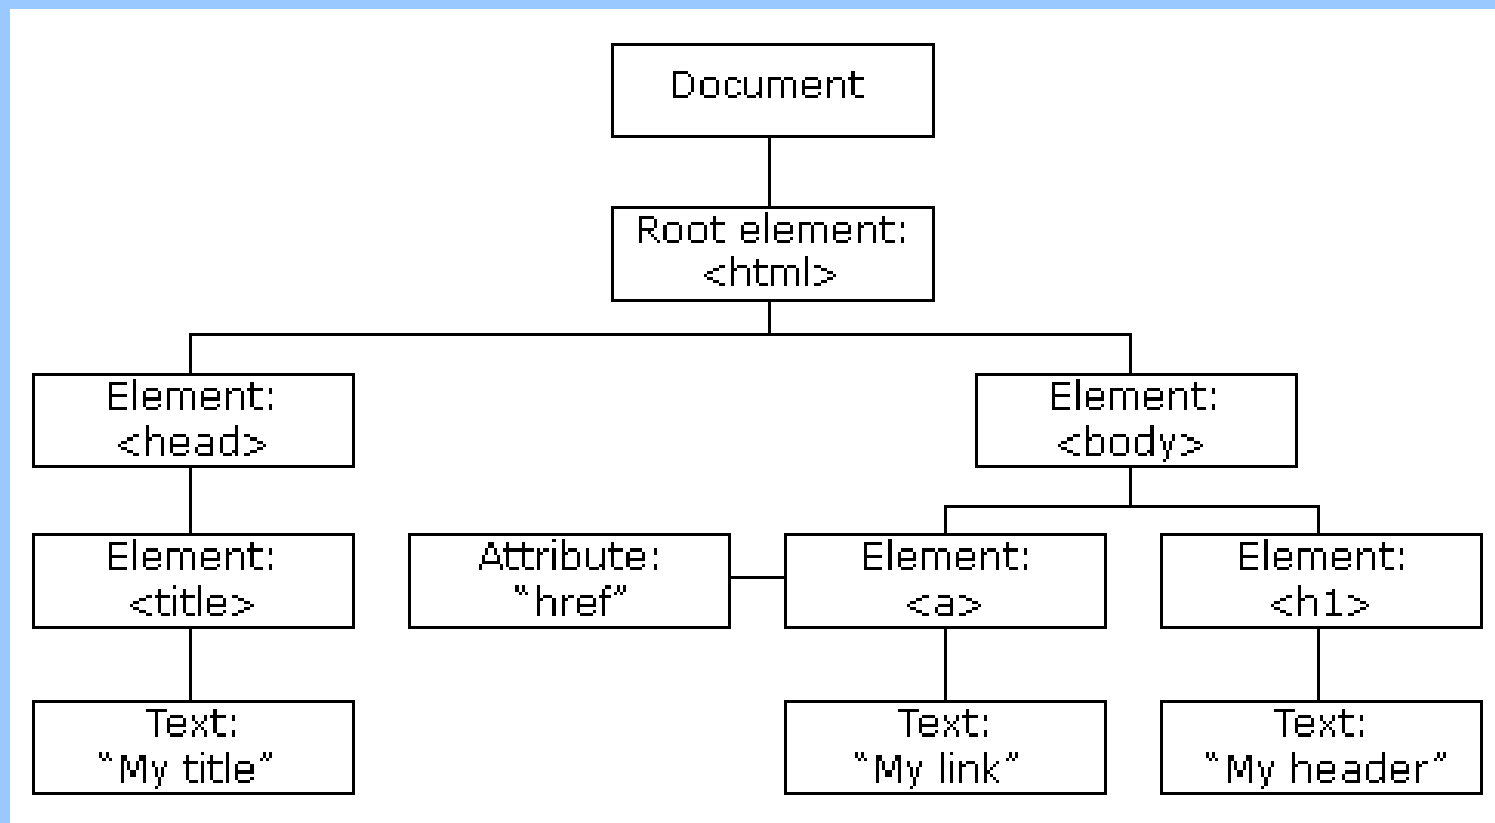 Document
Root element:
<html>
Element:
<head>
Element:
<body>
Element:
<title>
Attribute:
“href”
Element:
<a>
Element:
<h1>
Text:
“My title”
Text:
“My link”
Text:
“My header”